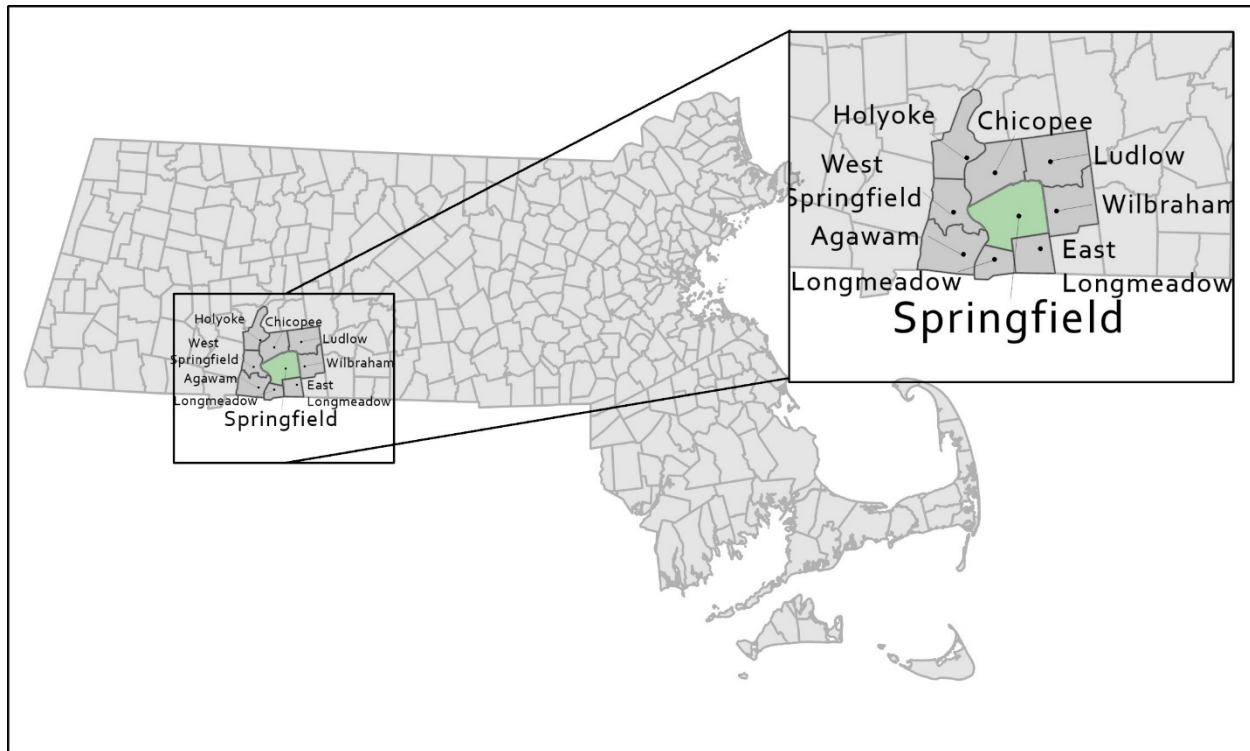 Holyoke
Chicopee
West
Springfield
Ludlow
Wilbraham
Agawam
East
Longmeadow
Longmeadow
Springfield
Holyoke
Chicopee
West
Springfield
Ludlow
Wilbraham
Agawam
East
Longmeadow
Longmeadow
Springfield